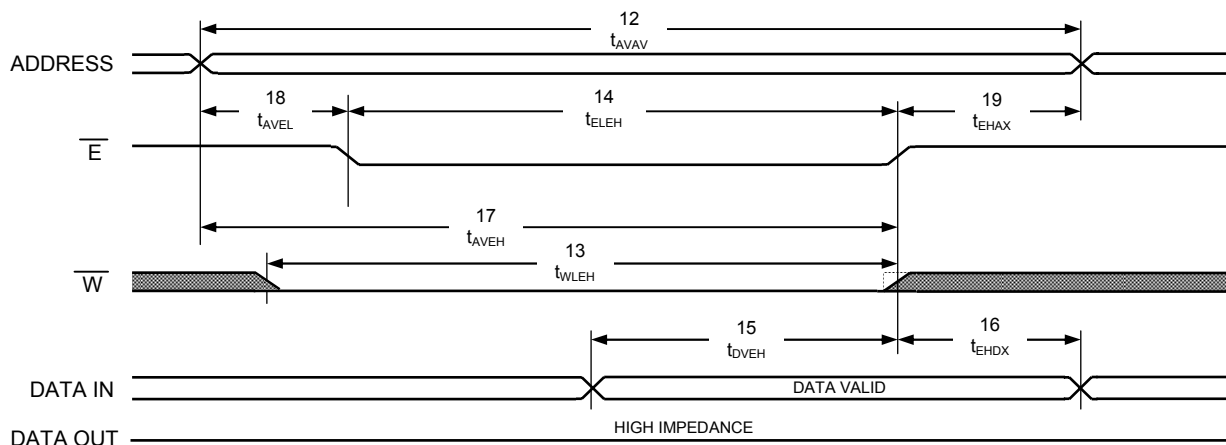 12
tAVAV
ADDRESS
18
tAVEL
14
tELEH
19
tEHAX
E
17
tAVEH
13
tWLEH
W
15
tDVEH
16
tEHDX
DATA IN
DATA VALID
DATA OUT
HIGH IMPEDANCE